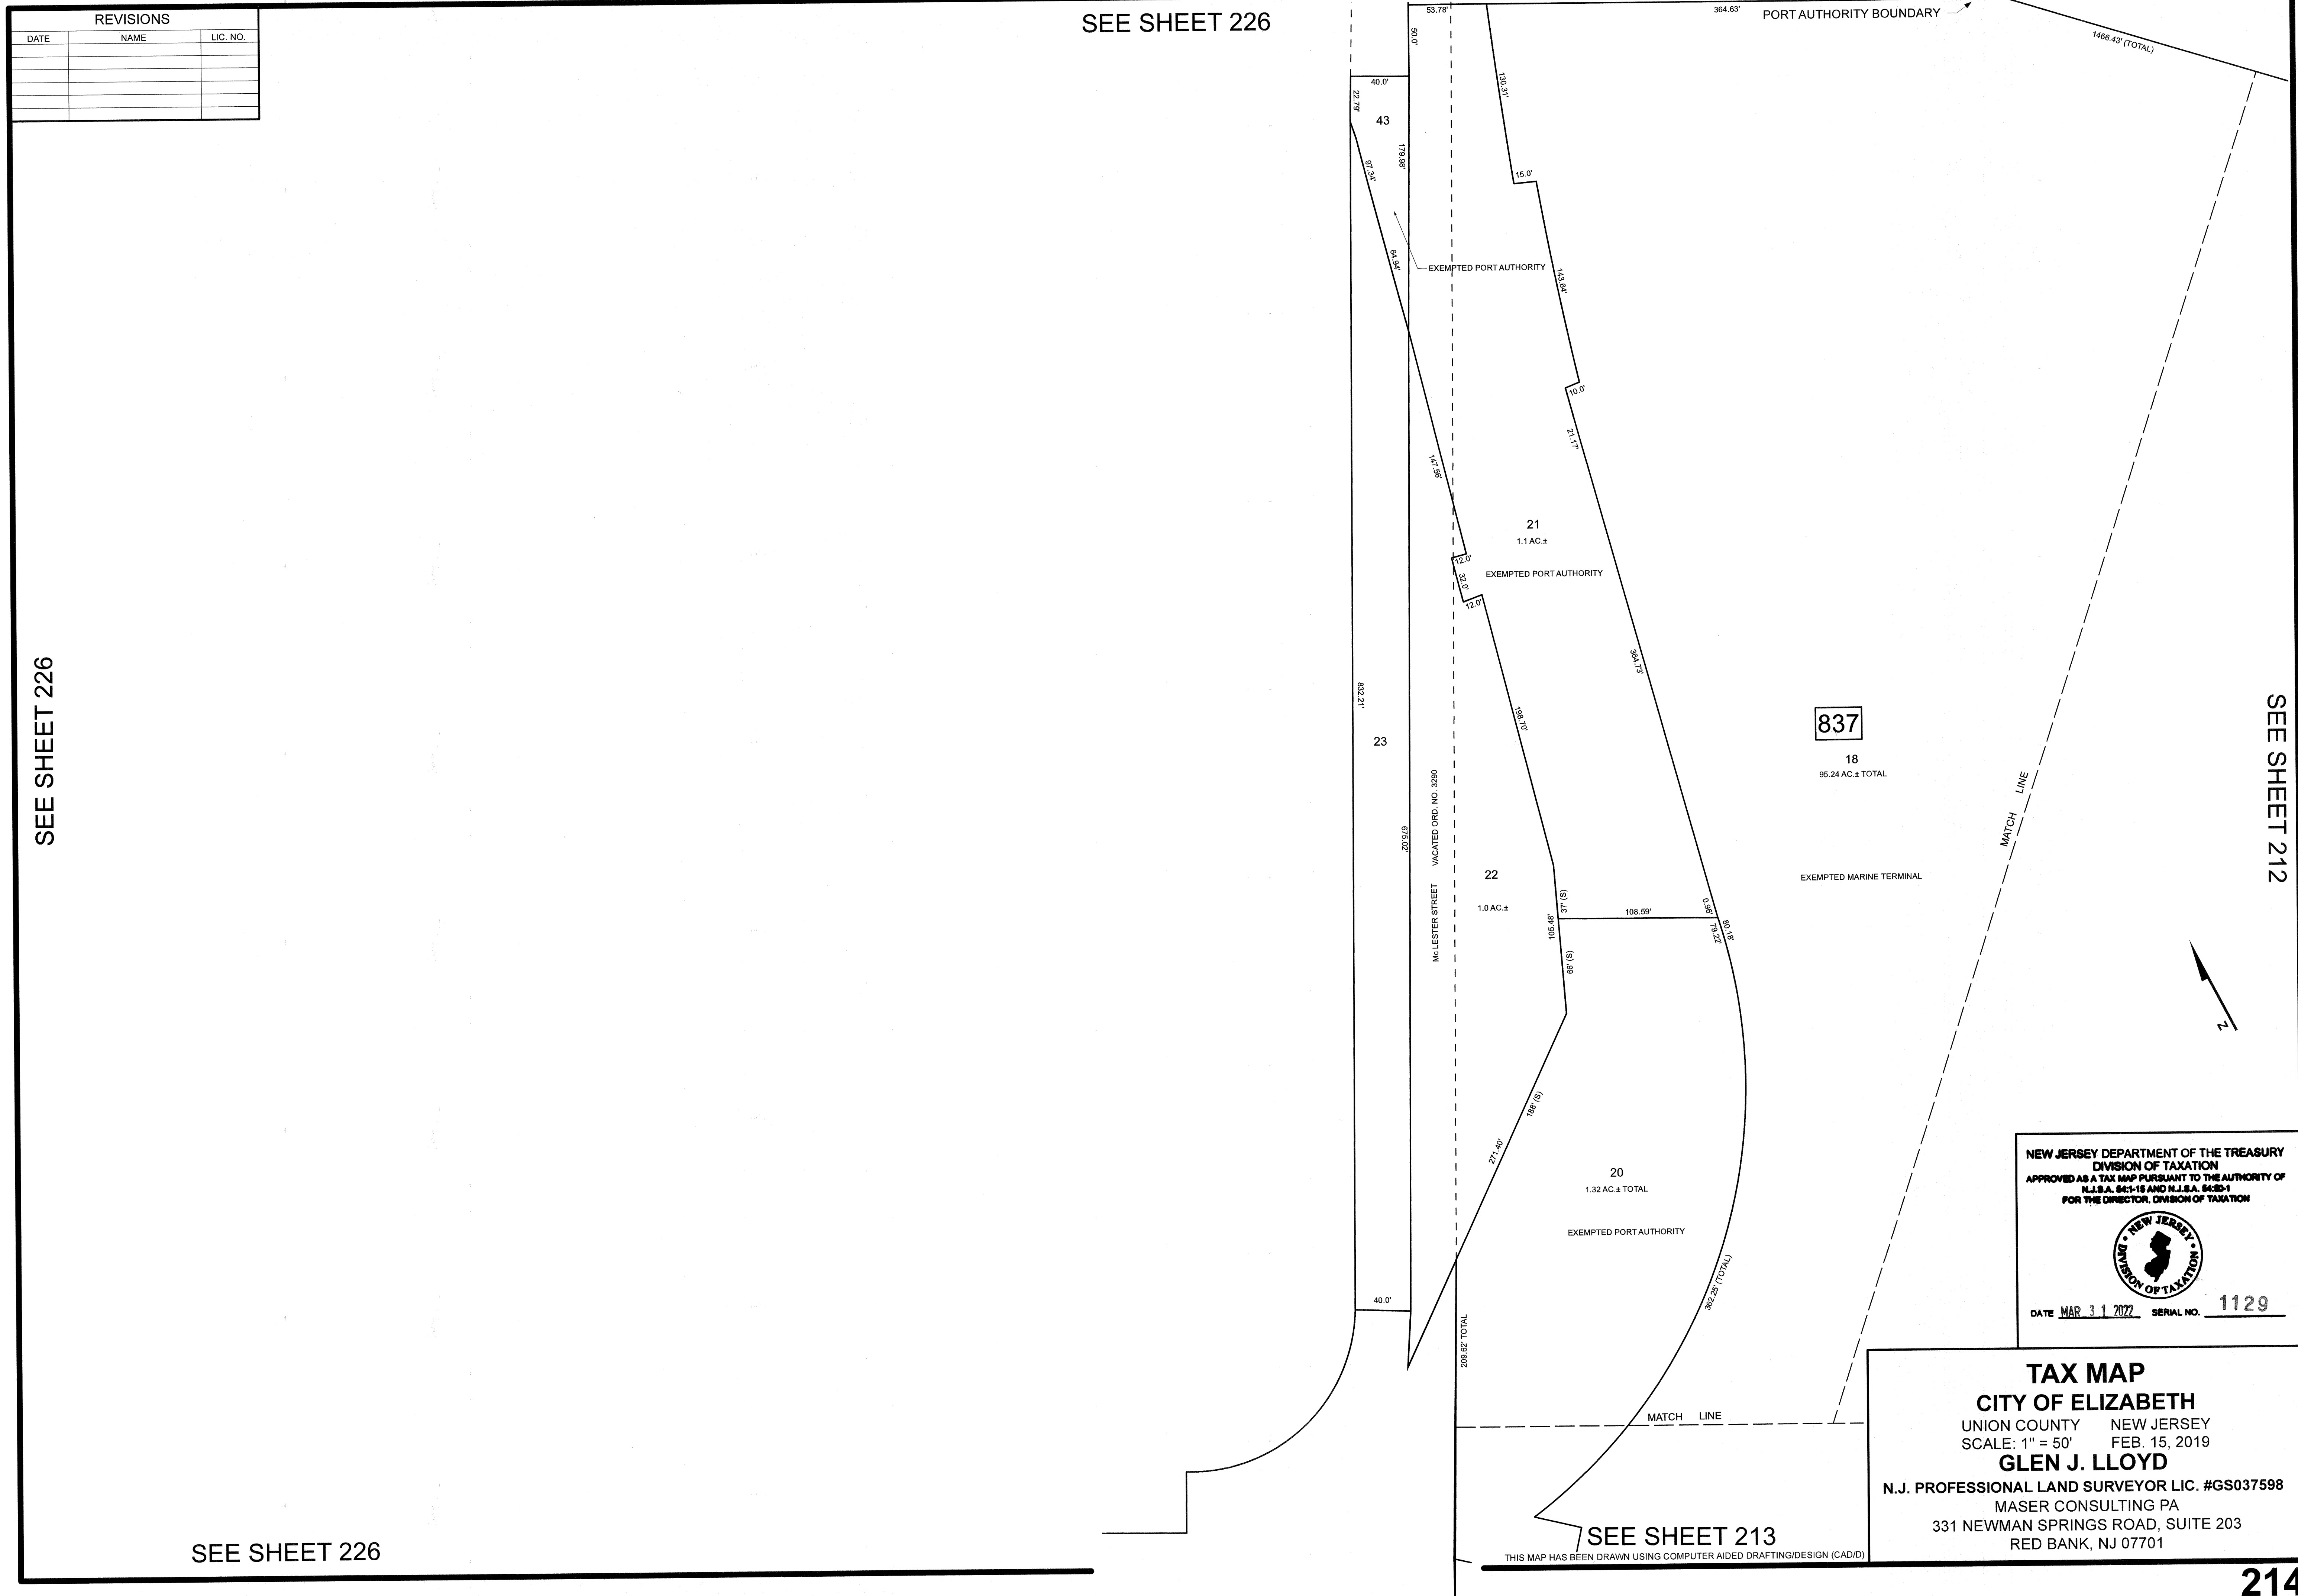 REVISIONS
DATE NAME LIC. NO.
SEE SHEET 226
53.78'
364.63'
PORT AUTHORITY BOUNDARY
1466.43' (TOTAL)
50.0'
40.0'
22.79'
43
179.98'
97.34'
64.94'
130.31'
15.0'
EXEMPTED PORT AUTHORITY
143.64'
10.0'
21.17'
147.56'
21
1.1 AC.±
EXEMPTED PORT AUTHORITY
12.0'
32.0'
12.0'
364.73'
198.70'
832.21'
23
675.02'
Mc LESTER STREET VACATED ORD. NO. 3290
SEE SHEET 226
837
18
95.24 AC.± TOTAL
EXEMPTED MARINE TERMINAL
MATCH LINE
SEE SHEET 212
22
1.0 AC.±
37' (S)
105.48'
66' (S)
108.59'
0.96'
80.18'
79.22'
N
188' (S)
271.40'
20
1.32 AC.± TOTAL
EXEMPTED PORT AUTHORITY
362.25' (TOTAL)
40.0'
209.62' TOTAL
MATCH LINE
NEW JERSEY DEPARTMENT OF THE TREASURY
DIVISION OF TAXATION
APPROVED AS A TAX MAP PURSUANT TO THE AUTHORITY OF
N.J.S.A. 54:1-15 AND N.J.S.A. 54:50-1
FOR THE DIRECTOR, DIVISION OF TAXATION
NEW JERSEY
DIVISION OF TAXATION
DATE MAR 31 2022 SERIAL NO. 1129
TAX MAP
CITY OF ELIZABETH
UNION COUNTY NEW JERSEY
SCALE: 1" = 50' FEB. 15, 2019
GLEN J. LLOYD
N.J. PROFESSIONAL LAND SURVEYOR LIC. #GS037598
MASER CONSULTING PA
331 NEWMAN SPRINGS ROAD, SUITE 203
RED BANK, NJ 07701
SEE SHEET 226
SEE SHEET 213
THIS MAP HAS BEEN DRAWN USING COMPUTER AIDED DRAFTING/DESIGN (CAD/D)
214